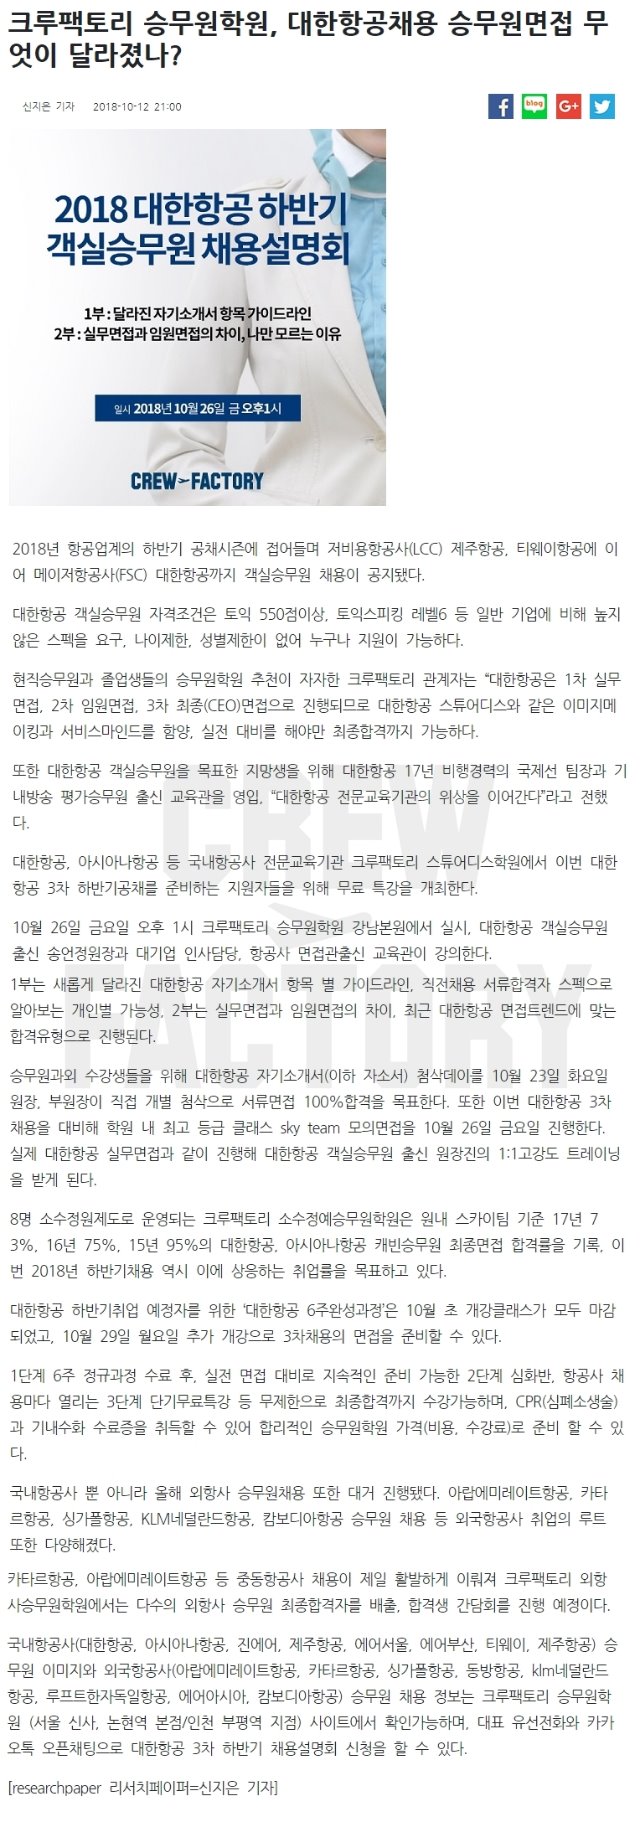 크루팩토리 승무원학원, 대한항공채용 승무원면접 무
엇이 달라졌나?
신지은 기자 2018-10-12 21:00
f blog G+
2018 대한항공 하반기
객실승무원 채용설명회
1부 : 달라진 자기소개서 항목 가이드라인
2부 : 실무면접과 임원면접의 차이, 나만 모르는 이유
일시 2018년 10월 26일 금 오후1시
CREW FACTORY
2018년 항공업계의 하반기 공채시즌에 접어들며 저비용항공사(LCC) 제주항공, 티웨이항공에 이
어 메이저항공사(FSC) 대한항공까지 객실승무원 채용이 공지됐다.
대한항공 객실승무원 자격조건은 토익 550점이상, 토익스피킹 레벨6 등 일반 기업에 비해 높지
않은 스펙을 요구, 나이제한, 성별제한이 없어 누구나 지원이 가능하다.
현직승무원과 졸업생들의 승무원학원 추천이 자자한 크루팩토리 관계자는 “대한항공은 1차 실무
면접, 2차 임원면접, 3차 최종(CEO)면접으로 진행되므로 대한항공 스튜어디스와 같은 이미지메
이킹과 서비스마인드를 함양, 실전 대비를 해야만 최종합격까지 가능하다.
또한 대한항공 객실승무원을 목표한 지망생을 위해 대한항공 17년 비행경력의 국제선 팀장과 기
내방송 평가승무원 출신 교육관을 영입, “대한항공 전문교육기관의 위상을 이어간다”라고 전했
다.
대한항공, 아시아나항공 등 국내항공사 전문교육기관 크루팩토리 스튜어디스학원에서 이번 대한
항공 3차 하반기공채를 준비하는 지원자들을 위해 무료 특강을 개최한다.
10월 26일 금요일 오후 1시 크루팩토리 승무원학원 강남본원에서 실시, 대한항공 객실승무원
출신 송언정원장과 대기업 인사담당, 항공사 면접관출신 교육관이 강의한다.
1부는 새롭게 달라진 대한항공 자기소개서 항목 별 가이드라인, 직전채용 서류합격자 스펙으로
알아보는 개인별 가능성, 2부는 실무면접과 임원면접의 차이, 최근 대한항공 면접트렌드에 맞는
합격유형으로 진행된다.
승무원과외 수강생들을 위해 대한항공 자기소개서(이하 자소서) 첨삭데이를 10월 23일 화요일
원장, 부원장이 직접 개별 첨삭으로 서류면접 100%합격을 목표한다. 또한 이번 대한항공 3차
채용을 대비해 학원 내 최고 등급 클래스 sky team 모의면접을 10월 26일 금요일 진행한다.
실제 대한항공 실무면접과 같이 진행해 대한항공 객실승무원 출신 원장진의 1:1고강도 트레이닝
을 받게 된다.
8명 소수정원제도로 운영되는 크루팩토리 소수정예승무원학원은 원내 스카이팀 기준 17년 7
3%, 16년 75%, 15년 95%의 대한항공, 아시아나항공 캐빈승무원 최종면접 합격률을 기록, 이
번 2018년 하반기채용 역시 이에 상응하는 취업률을 목표하고 있다.
대한항공 하반기취업 예정자를 위한 ‘대한항공 6주완성과정’은 10월 초 개강클래스가 모두 마감
되었고, 10월 29일 월요일 추가 개강으로 3차채용의 면접을 준비할 수 있다.
1단계 6주 정규과정 수료 후, 실전 면접 대비로 지속적인 준비 가능한 2단계 심화반, 항공사 채
용마다 열리는 3단계 단기무료특강 등 무제한으로 최종합격까지 수강가능하며, CPR(심폐소생술)
과 기내수화 수료증을 취득할 수 있어 합리적인 승무원학원 가격(비용, 수강료)로 준비 할 수 있
다.
국내항공사 뿐 아니라 올해 외항사 승무원채용 또한 대거 진행됐다. 아랍에미레이트항공, 카타
르항공, 싱가폴항공, KLM네덜란드항공, 캄보디아항공 승무원 채용 등 외국항공사 취업의 루트
또한 다양해졌다.
카타르항공, 아랍에미레이트항공 등 중동항공사 채용이 제일 활발하게 이뤄져 크루팩토리 외항
사승무원학원에서는 다수의 외항사 승무원 최종합격자를 배출, 합격생 간담회를 진행 예정이다.
국내항공사(대한항공, 아시아나항공, 진에어, 제주항공, 에어서울, 에어부산, 티웨이, 제주항공) 승
무원 이미지와 외국항공사(아랍에미레이트항공, 카타르항공, 싱가폴항공, 동방항공, klm네덜란드
항공, 루프트한자독일항공, 에어아시아, 캄보디아항공) 승무원 채용 정보는 크루팩토리 승무원학
원 (서울 신사, 논현역 본점/인천 부평역 지점) 사이트에서 확인가능하며, 대표 유선전화와 카카
오톡 오픈채팅으로 대한항공 3차 하반기 채용설명회 신청을 할 수 있다.
[researchpaper 리서치페이퍼=신지은 기자]
CREW
FACTORY